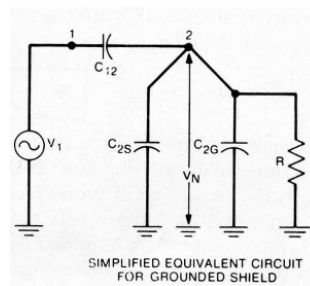 1
2
C12
V1
C2S
VN
C2G
R
SIMPLIFIED EQUIVALENT CIRCUIT
FOR GROUNDED SHIELD